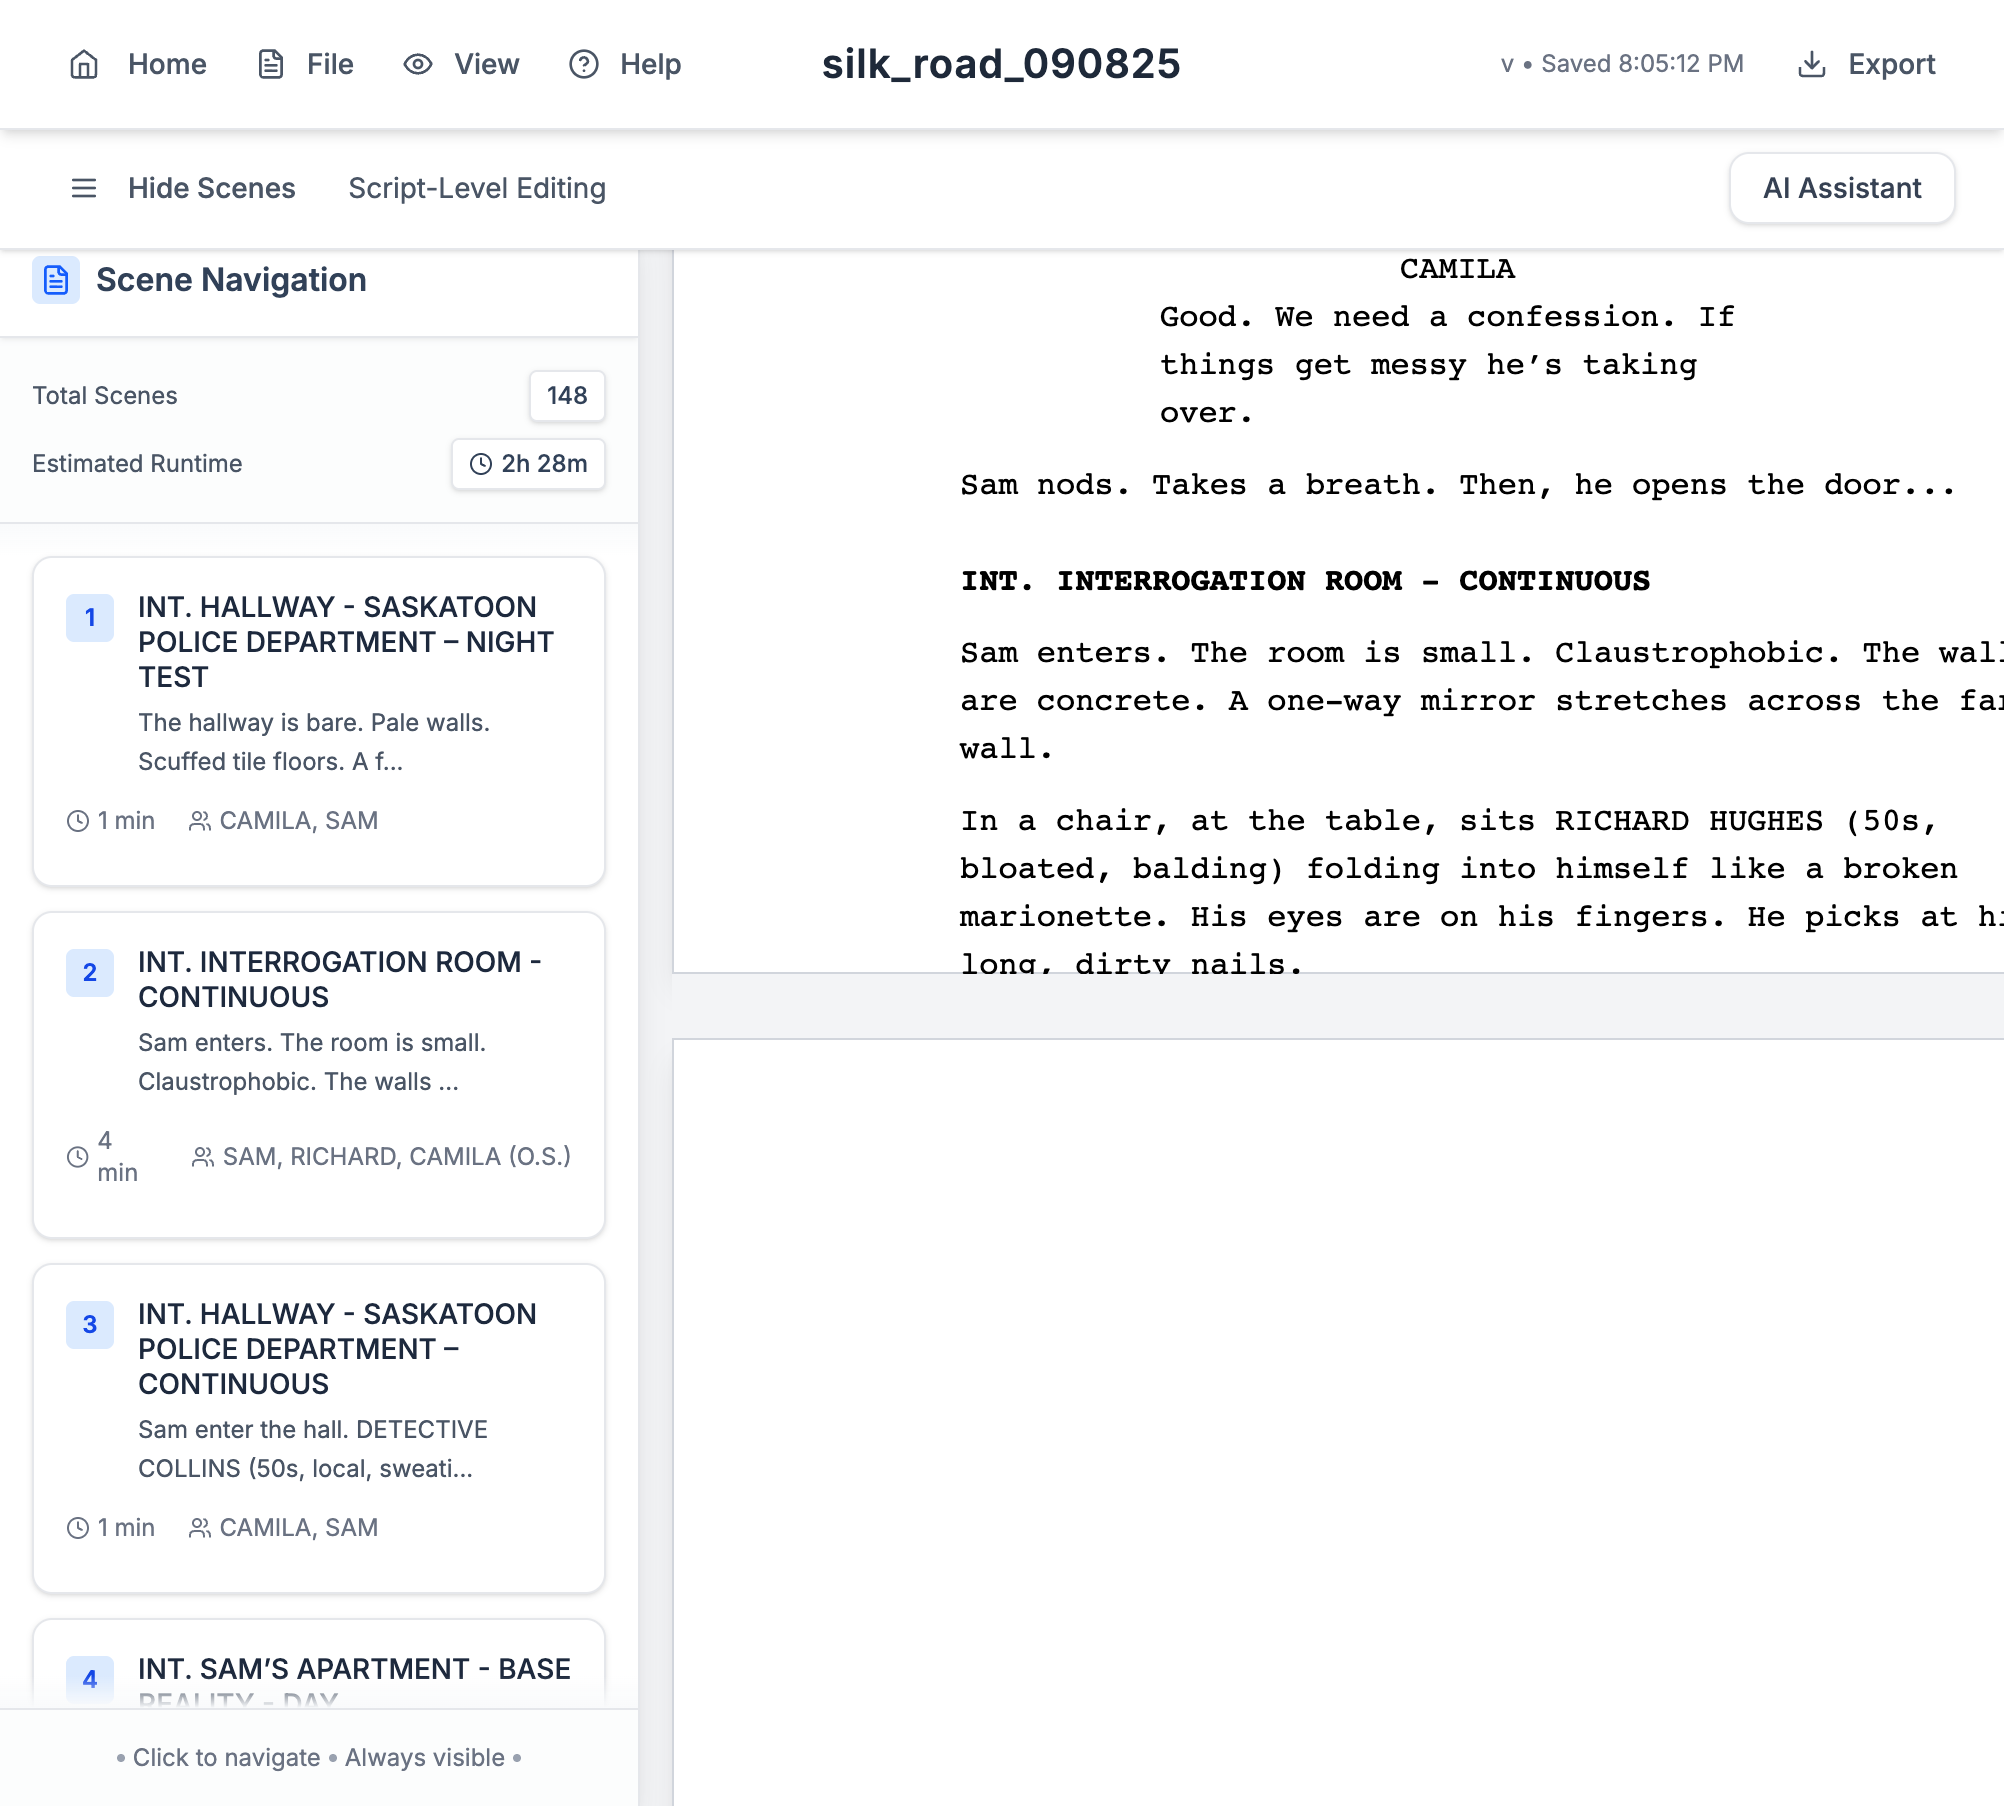 Home File View Help silk_road_090825 v • Saved 8:05:12 PM Export
Hide Scenes Script-Level Editing AI Assistant
Scene Navigation
Total Scenes 148
Estimated Runtime 2h 28m
1 INT. HALLWAY - SASKATOON
POLICE DEPARTMENT – NIGHT
TEST
The hallway is bare. Pale walls.
Scuffed tile floors. A f...
1 min CAMILA, SAM
2 INT. INTERROGATION ROOM -
CONTINUOUS
Sam enters. The room is small.
Claustrophobic. The walls ...
4
min SAM, RICHARD, CAMILA (O.S.)
3 INT. HALLWAY - SASKATOON
POLICE DEPARTMENT –
CONTINUOUS
Sam enter the hall. DETECTIVE
COLLINS (50s, local, sweati...
1 min CAMILA, SAM
4 INT. SAM’S APARTMENT - BASE
REALITY - DAY
• Click to navigate • Always visible •
CAMILA
Good. We need a confession. If
things get messy he’s taking
over.
Sam nods. Takes a breath. Then, he opens the door...
INT. INTERROGATION ROOM – CONTINUOUS
Sam enters. The room is small. Claustrophobic. The
are concrete. A one-way mirror stretches across the
wall.
In a chair, at the table, sits RICHARD HUGHES (50s,
bloated, balding) folding into himself like a broken
marionette. His eyes are on his fingers. He picks at
long, dirty nails.